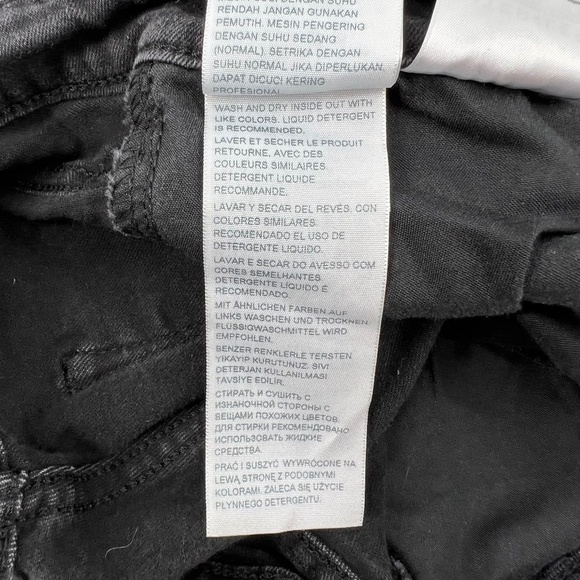 RENDAH JANGAN GUNAKAN
PEMUTIH. MESIN PENGERING
DENGAN SUHU SEDANG
(NORMAL). SETRIKA DENGAN
SUHU NORMAL JIKA DIPERLUKAN.
DAPAT DICUCI KERING
PROFESIONAL
WASH AND DRY INSIDE OUT WITH
LIKE COLORS. LIQUID DETERGENT
IS RECOMMENDED.
LAVER ET SECHER LE PRODUIT
RETOURNE, AVEC DES
COULEURS SIMILAIRES.
DETERGENT LIQUIDE
RECOMMANDE.
LAVAR Y SECAR DEL REVÉS, CON
COLORES SIMILARES.
RECOMENDADO EL USO DE
DETERGENTE LÍQUIDO.
LAVAR E SECAR DO AVESSO COM
CORES SEMELHANTES.
DETERGENTE LÍQUIDO É
RECOMENDADO.
MIT ÄHNLICHEN FARBEN AUF
LINKS WASCHEN UND TROCKNEN.
FLÜSSIGWASCHMITTEL WIRD
EMPFOHLEN.
BENZER RENKLERLE TERSTEN
YIKAYIP KURUTUNUZ. SIVI
DETERJAN KULLANILMASI
TAVSİYE EDİLİR.
СТИРАТЬ И СУШИТЬ С
ИЗНАНОЧНОЙ СТОРОНЫ С
ВЕЩАМИ ПОХОЖИХ ЦВЕТОВ.
ДЛЯ СТИРКИ РЕКОМЕНДОВАНО
ИСПОЛЬЗОВАТЬ ЖИДКИЕ
СРЕДСТВА.
PRAĆ I SUSZYĆ WYWRÓCONE NA
LEWĄ STRONĘ Z PODOBNYMI
KOLORAMI. ZALECA SIĘ UŻYCIE
PŁYNNEGO DETERGENTU.